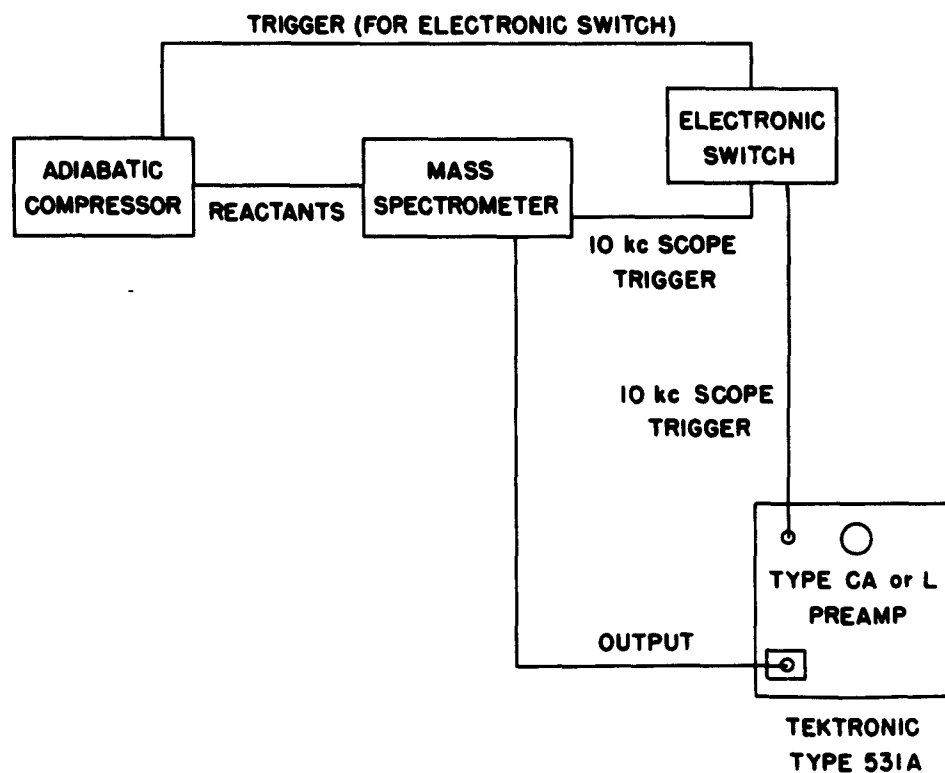 TRIGGER (FOR ELECTRONIC SWITCH)
ELECTRONIC
SWITCH
ADIABATIC
COMPRESSOR
REACTANTS
MASS
SPECTROMETER
10 kc SCOPE
TRIGGER
10 kc SCOPE
TRIGGER
TYPE CA or L
PREAMP
OUTPUT
TEKTRONIC
TYPE 531A